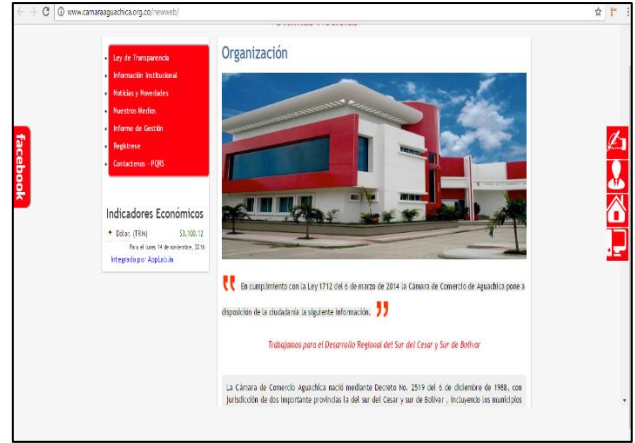 www.camaraaguachica.org.co/newweb/
Organización
Ley de Transparencia
Información Institucional
Noticias y Novedades
Nuestros Medios
Informe de Gestión
Regístrese
Contactenos - PQRS
facebook
Indicadores Económicos
Dólar, (TRM) $3,100.12
Para el lunes 14 de noviembre, 2016
Integrado por AppLab.in
En cumplimiento con la Ley 1712 del 6 de marzo de 2014 la Cámara de Comercio de Aguachica pone a
disposición de la ciudadanía la siguiente información.
Trabajamos para el Desarrollo Regional del Sur del Cesar y Sur de Bolívar
La Cámara de Comercio Aguachica nació mediante Decreto No. 2519 del 6 de diciembre de 1988, con
jurisdicción de dos importante provincias la del sur del Cesar y sur de Bolívar , incluyendo los municipios